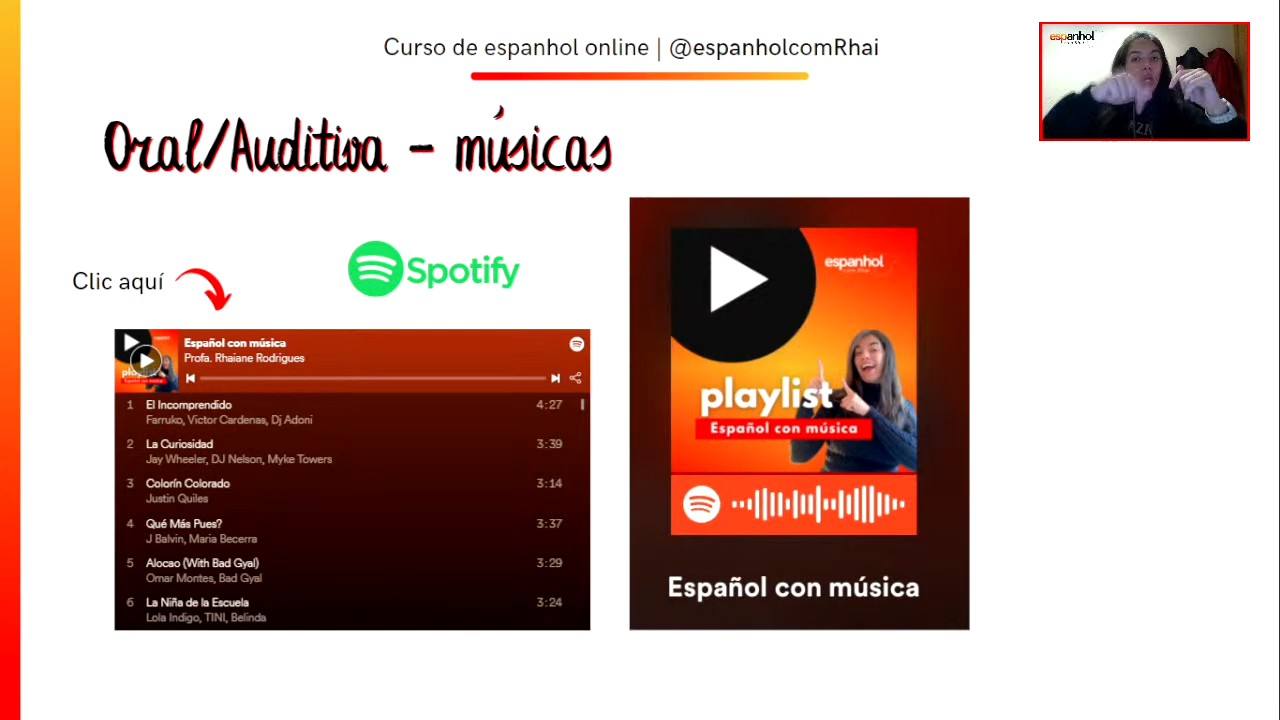 Curso de espanhol online | @espanholcomRhai
espanhol
Oral/Auditiva - músicas
Clic aquí
Spotify
Español con música
Profa. Rhaiane Rodrigues
1 El Incomprendido 4:27
Farruko, Victor Cardenas, Dj Adoni
2 La Curiosidad 3:39
Jay Wheeler, DJ Nelson, Myke Towers
3 Colorín Colorado 3:14
Justin Quiles
4 Qué Más Pues? 3:37
J Balvin, Maria Becerra
5 Alocao (With Bad Gyal) 3:29
Omar Montes, Bad Gyal
6 La Niña de la Escuela 3:24
Lola Indigo, TINI, Belinda
espanhol
playlist
Español con música
Español con música